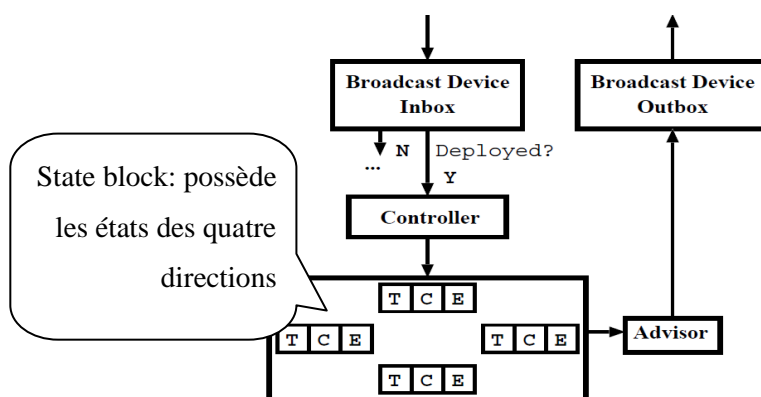 Broadcast Device
Inbox
Broadcast Device
Outbox
N
Deployed?
...
Y
State block: possède
les états des quatre
directions
Controller
T C E
T C E
T C E
Advisor
T C E